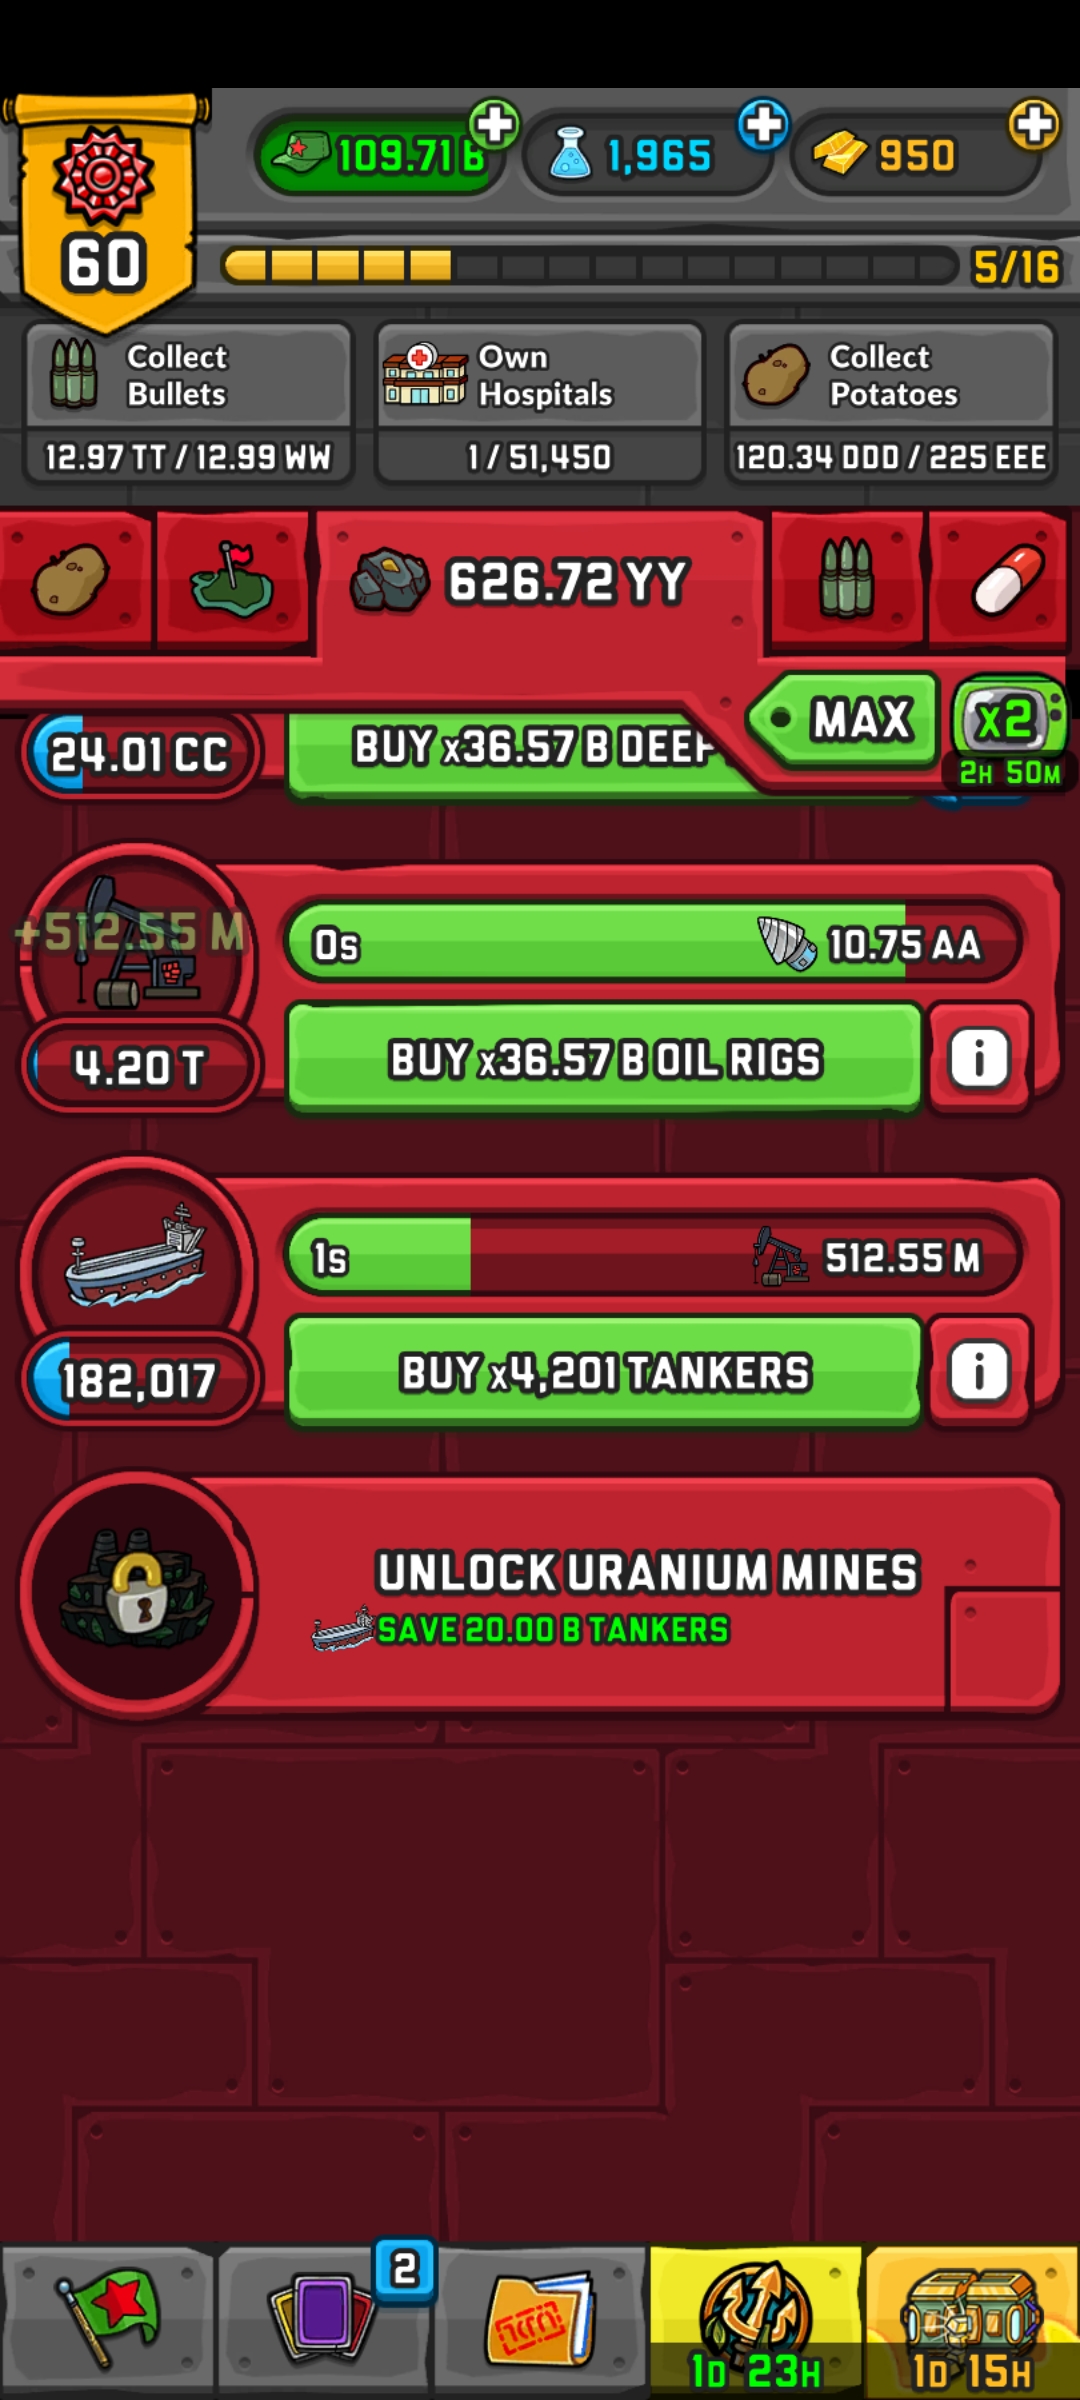 60
109.71 B
1,965
950
5/16
Collect
Bullets
12.97 TT / 12.99 WW
Own
Hospitals
1 / 51,450
Collect
Potatoes
120.34 DDD / 225 EEE
626.72 YY
MAX
x2
2H 50M
24.01 CC
BUY x36.57 B DEEP
+512.55 M
0s
10.75 AA
4.20 T
BUY x36.57 B OIL RIGS
i
1s
512.55 M
182,017
BUY x4,201 TANKERS
i
UNLOCK URANIUM MINES
SAVE 20.00 B TANKERS
2
1D 23H
1D 15H